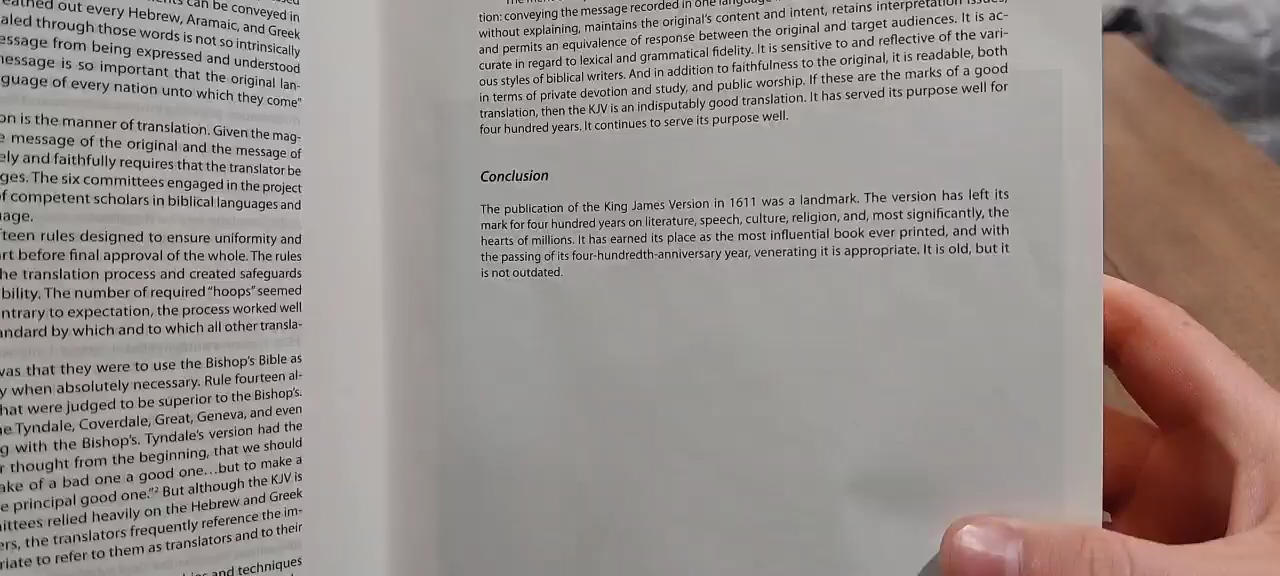 nts can be conveyed in
eathed out every Hebrew, Aramaic, and Greek
aled through those words is not so intrinsically
essage from being expressed and understood
nessage is so important that the original lan-
guage of every nation unto which they come"
on is the manner of translation. Given the mag-
e message of the original and the message of
ely and faithfully requires that the translator be
ges. The six committees engaged in the project
of competent scholars in biblical languages and
uage.
teen rules designed to ensure uniformity and
art before final approval of the whole. The rules
he translation process and created safeguards
bility. The number of required "hoops" seemed
ntrary to expectation, the process worked well
andard by which and to which all other transla-
was that they were to use the Bishop's Bible as
y when absolutely necessary. Rule fourteen al-
hat were judged to be superior to the Bishop's.
e Tyndale, Coverdale, Great, Geneva, and even
g with the Bishop's. Tyndale's version had the
r thought from the beginning, that we should
ake of a bad one a good one...but to make a
e principal good one."2 But although the KJV is
ittees relied heavily on the Hebrew and Greek
ers, the translators frequently reference the im-
riate to refer to them as translators and to their
and techniques
tion: conveying the message recorded in one language
without explaining, maintains the original's content and intent, retains interpretation issues,
and permits an equivalence of response between the original and target audiences. It is ac-
curate in regard to lexical and grammatical fidelity. It is sensitive to and reflective of the vari-
ous styles of biblical writers. And in addition to faithfulness to the original, it is readable, both
in terms of private devotion and study, and public worship. If these are the marks of a good
translation, then the KJV is an indisputably good translation. It has served its purpose well for
four hundred years. It continues to serve its purpose well.
Conclusion
The publication of the King James Version in 1611 was a landmark. The version has left its
mark for four hundred years on literature, speech, culture, religion, and, most significantly, the
hearts of millions. It has earned its place as the most influential book ever printed, and with
the passing of its four-hundredth-anniversary year, venerating it is appropriate. It is old, but it
is not outdated.